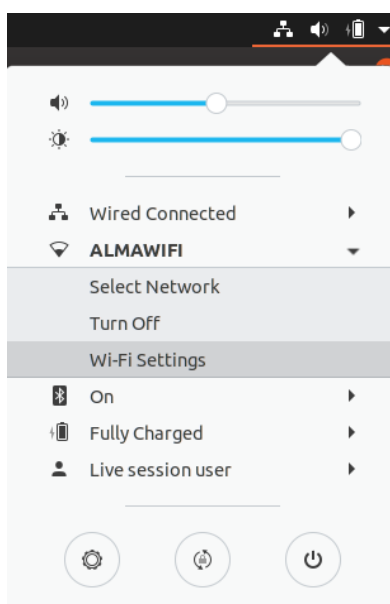 Wired Connected
ALMAWIFI
Select Network
Turn Off
Wi-Fi Settings
On
Fully Charged
Live session user